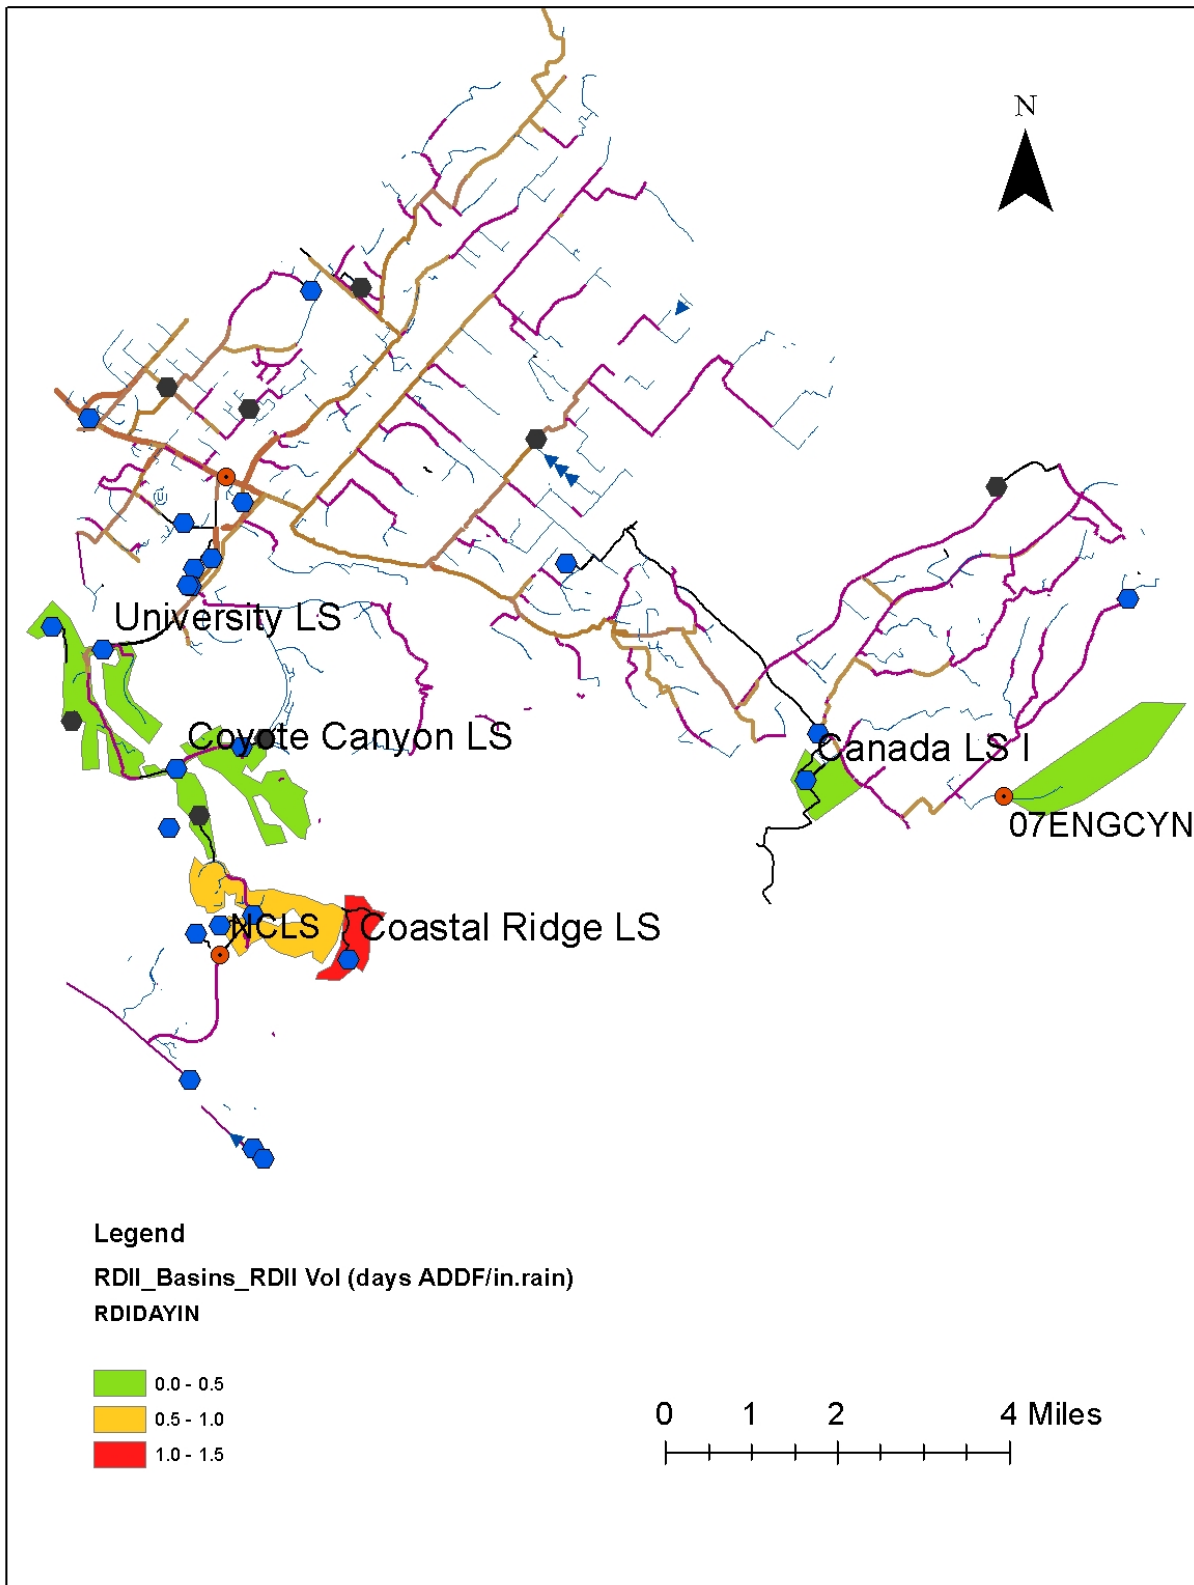 N
University LS
Coyote Canyon LS
Canada LS I
07ENGCYN
NCLS
Coastal Ridge LS
Legend
RDII_Basins_RDII Vol (days ADDF/in.rain)
RDIDAYIN
0.0 - 0.5
0.5 - 1.0
1.0 - 1.5
0 1 2 4 Miles